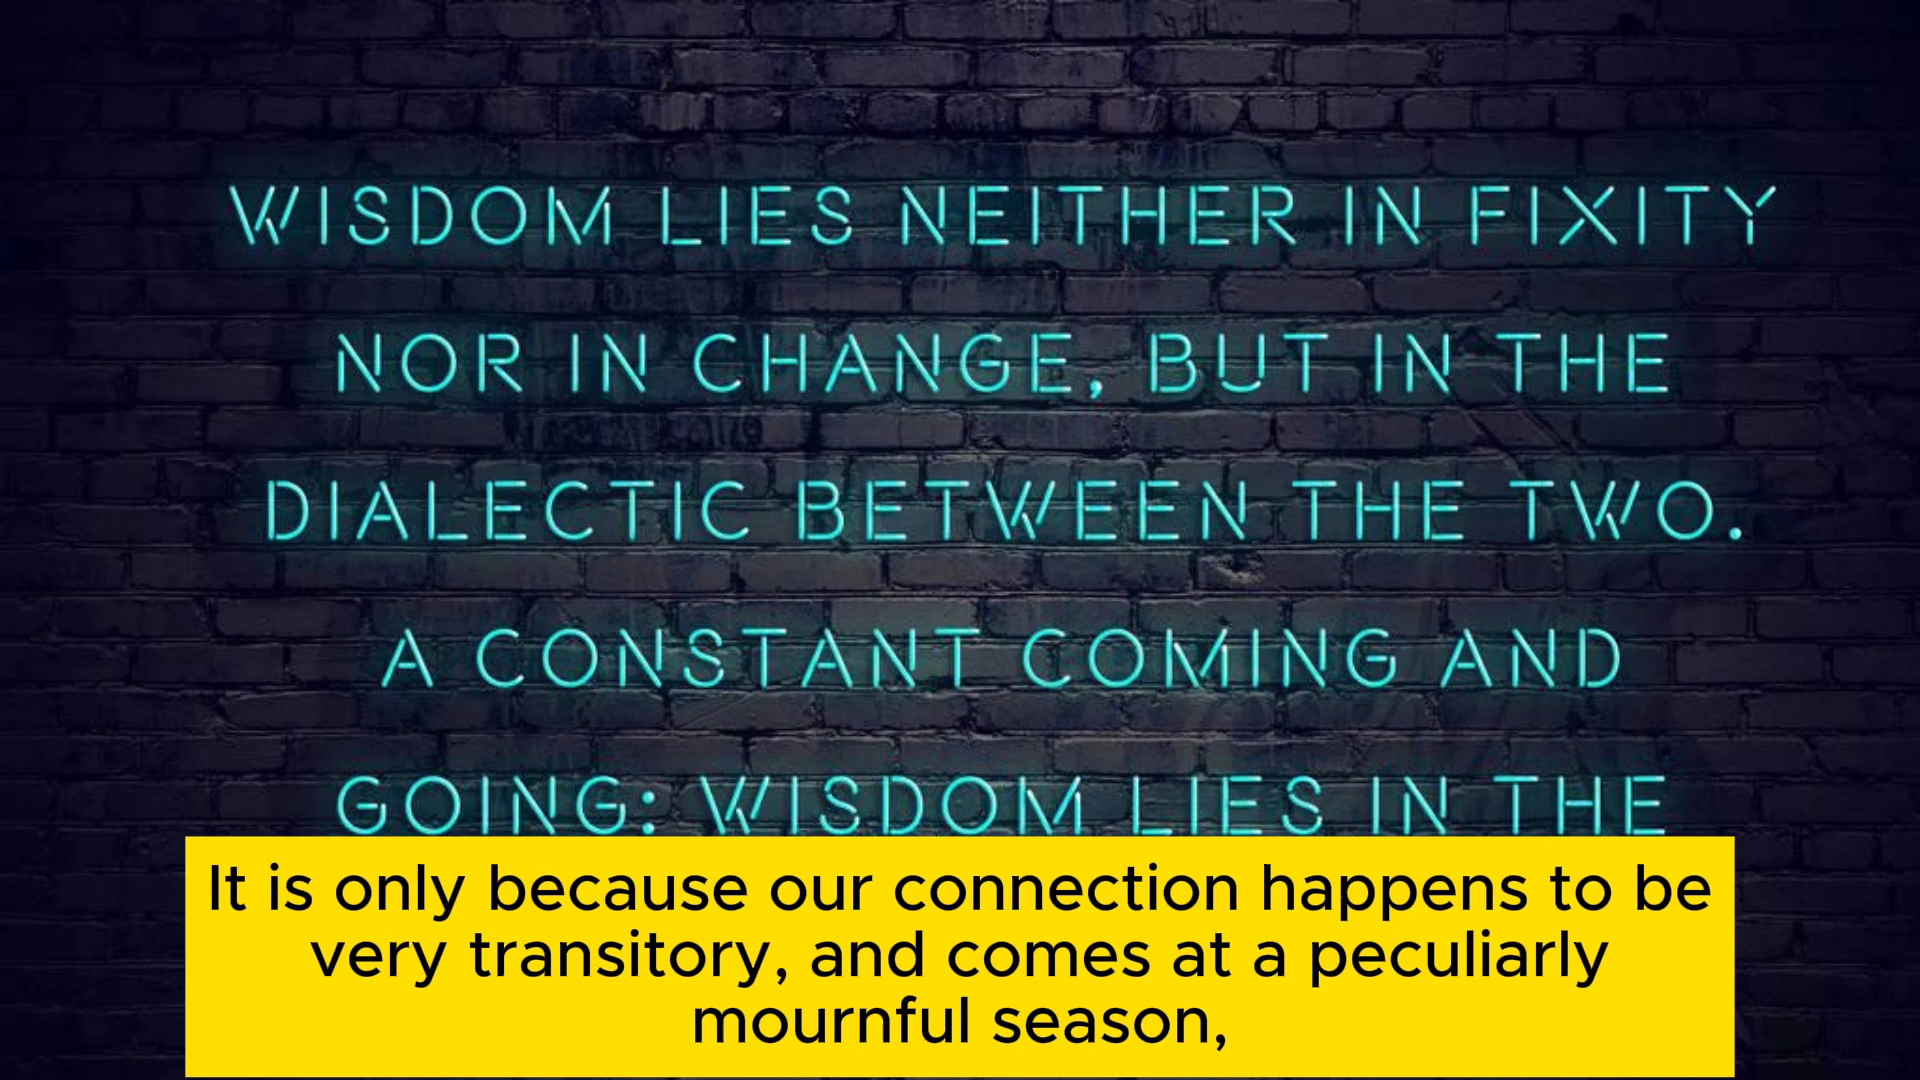 WISDOM LIES NEITHER IN FIXITY
NOR IN CHANGE, BUT IN THE
DIALECTIC BETWEEN THE TWO.
A CONSTANT COMING AND
GOING: WISDOM LIES IN THE
It is only because our connection happens to be
very transitory, and comes at a peculiarly
mournful season,